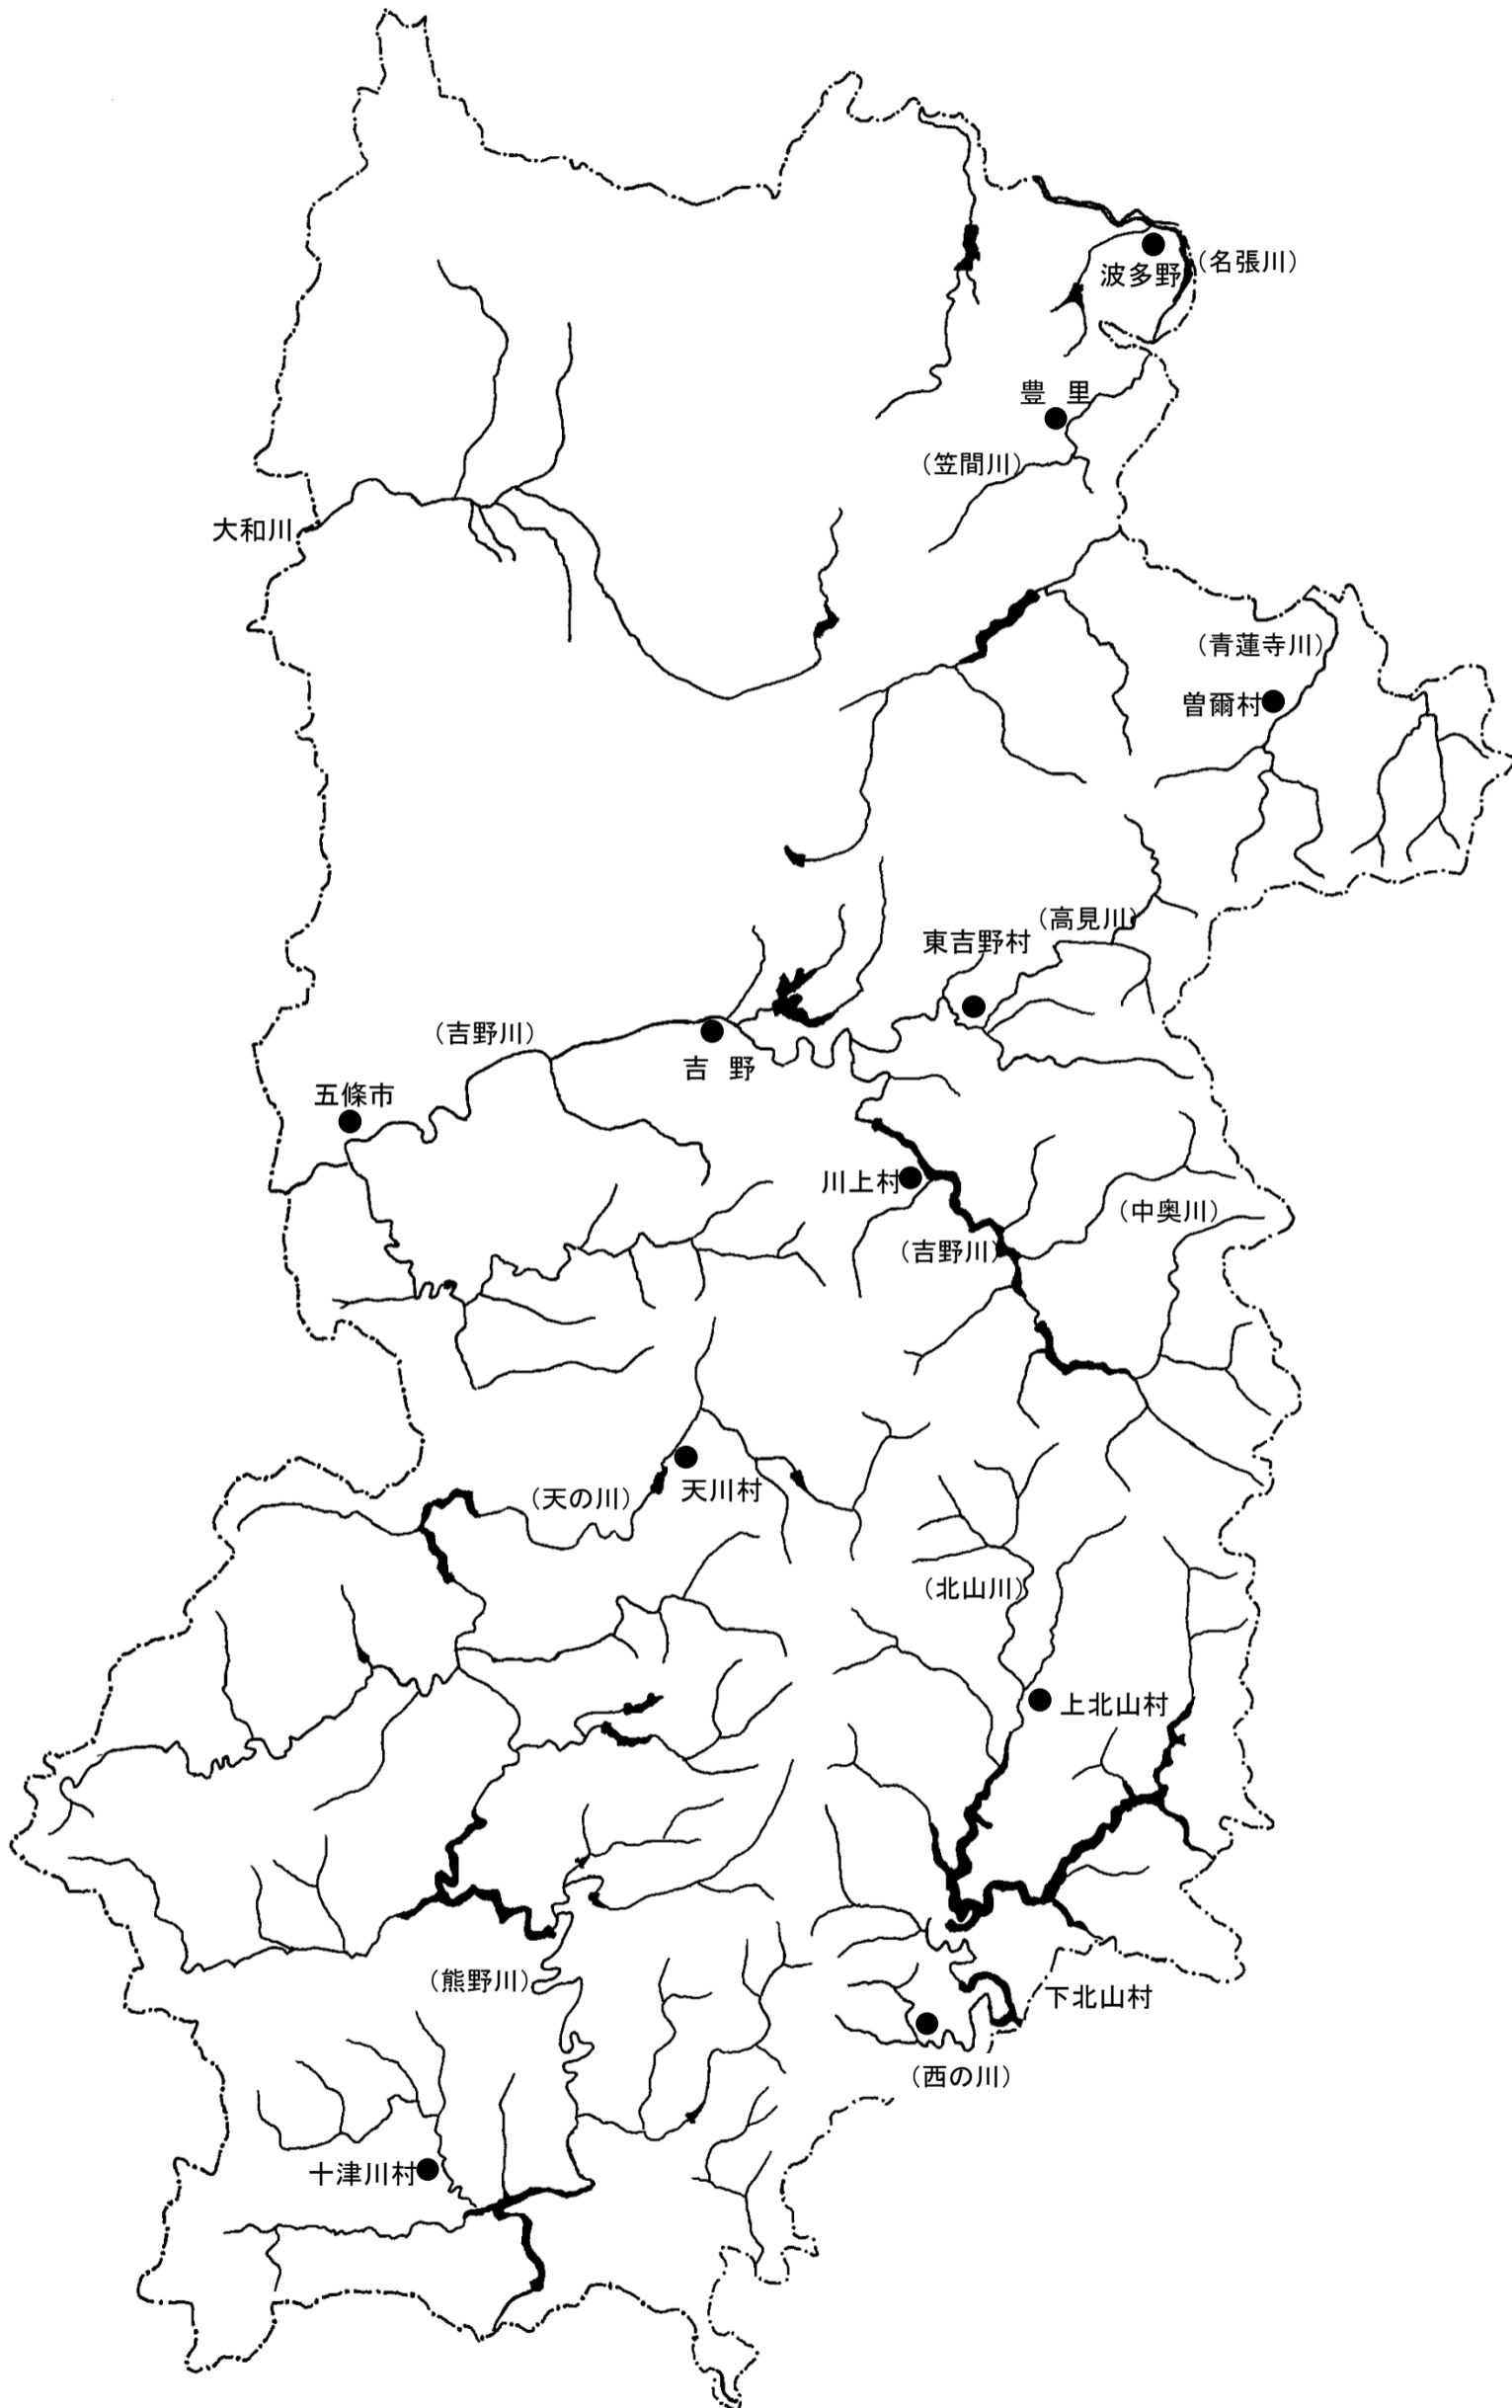 波多野
(名張川)
豊 里
(笠間川)
大和川
(青蓮寺川)
曽爾村
(高見川)
東吉野村
(吉野川)
吉 野
五條市
川上村
(中奥川)
(吉野川)
(天の川)
天川村
(北山川)
上北山村
(熊野川)
下北山村
(西の川)
十津川村